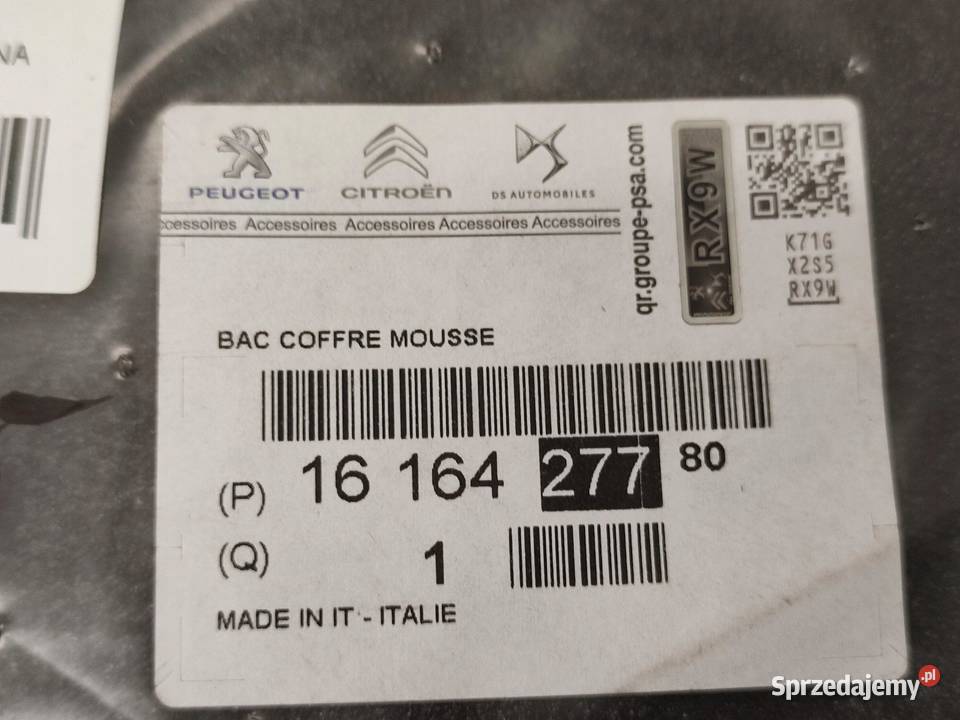 NA
PEUGEOT
CITROËN
DS AUTOMOBILES
ccessoires Accessoires Accessoires Accessoires Accessoires
qr.groupe-psa.com
RX9W
K71G
X2S5
RX9W
BAC COFFRE MOUSSE
(P) 16 164 277 80
(Q) 1
MADE IN IT - ITALIE
Sprzedajemy.pl